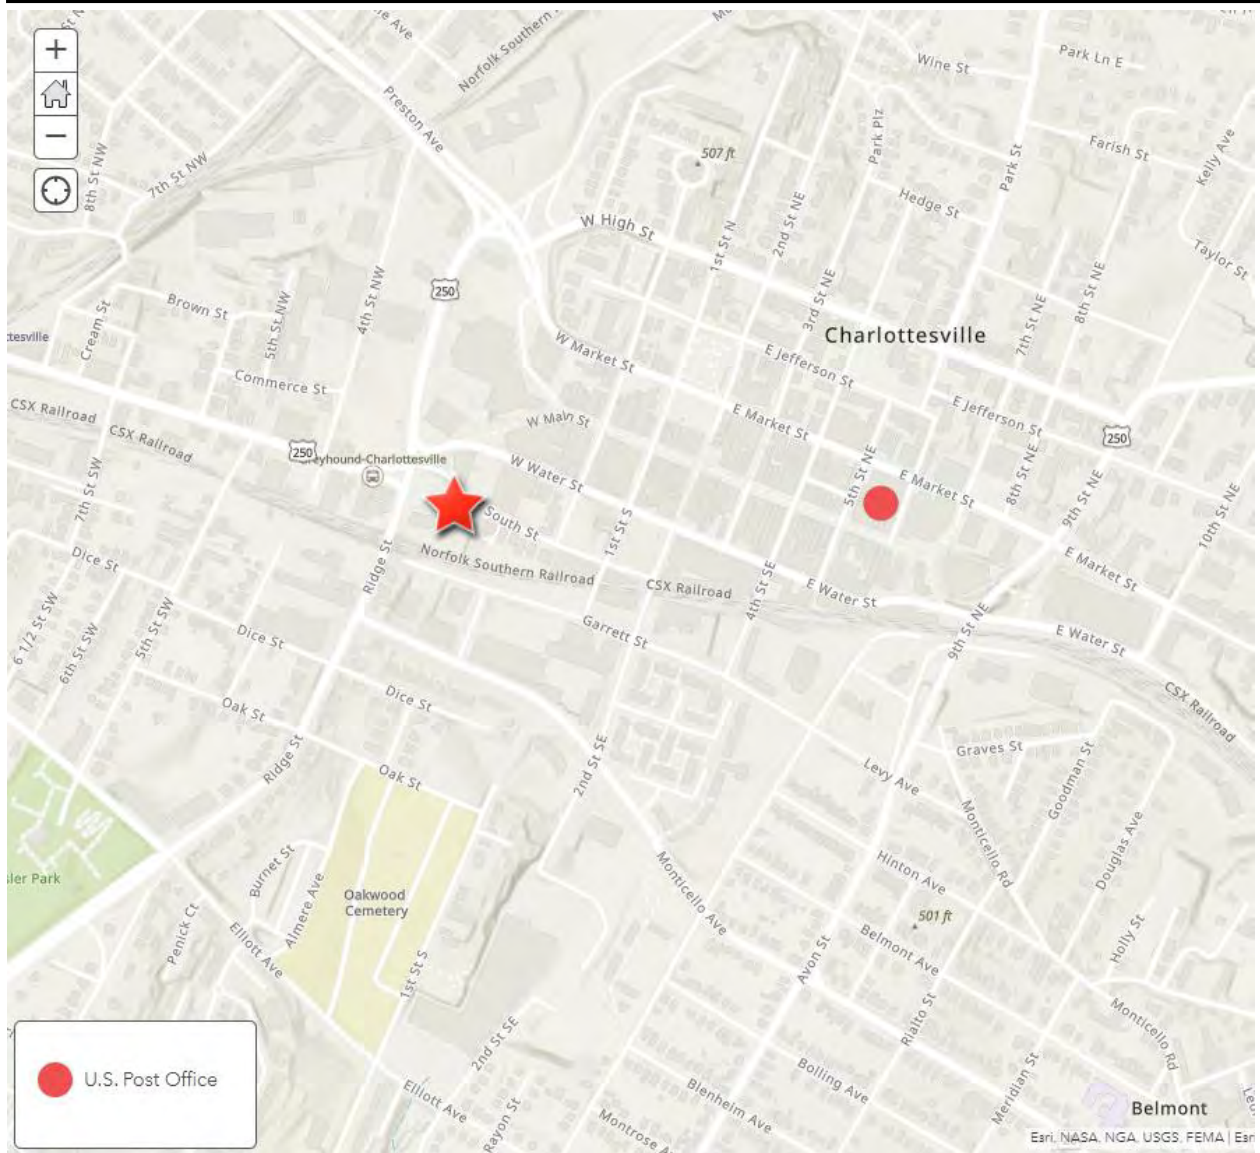 Norfolk Southern
Wine St
Park Ln E
Preston Ave
Park Plz
Farish St
Kelly Ave
8th St NW
7th St NW
507 ft
Park St
Hedge St
W High St
1st St N
2nd St NE
Taylor St
250
4th St NW
3rd St NE
8th St NE
7th St NE
Brown St
5th St NW
Cream St
Charlottesville
W Market St
E Jefferson St
Commerce St
CSX Railroad
CSX Railroad
W Main St
E Market St
E Jefferson St
250
250
Greyhound-Charlottesville
W Water St
5th St NE
E Market St
8th St NE
9th St NE
10th St NE
7th St SW
South St
1st St S
Norfolk Southern Railroad
CSX Railroad
4th St SE
E Water St
E Market St
Dice St
Ridge St
6 1/2 St SW
6th St SW
5th St SW
Dice St
Garrett St
9th St NE
E Water St
CSX Railroad
Oak St
Dice St
Ridge St
Oak St
2nd St SE
Levy Ave
Graves St
Goodman St
Monticello Rd
Douglas Ave
Burnet St
Almere Ave
Oakwood
Cemetery
Monticello Ave
Hinton Ave
501 ft
Penick Ct
Elliott Ave
1st St S
Avon St
Belmont Ave
Holly St
Rialto St
Monticello Rd
2nd St SE
Bolling Ave
Meridian St
U.S. Post Office
Elliott Ave
Rayon St
Blenheim Ave
Montrose A
Belmont
Esri, NASA, NGA, USGS, FEMA | Esri